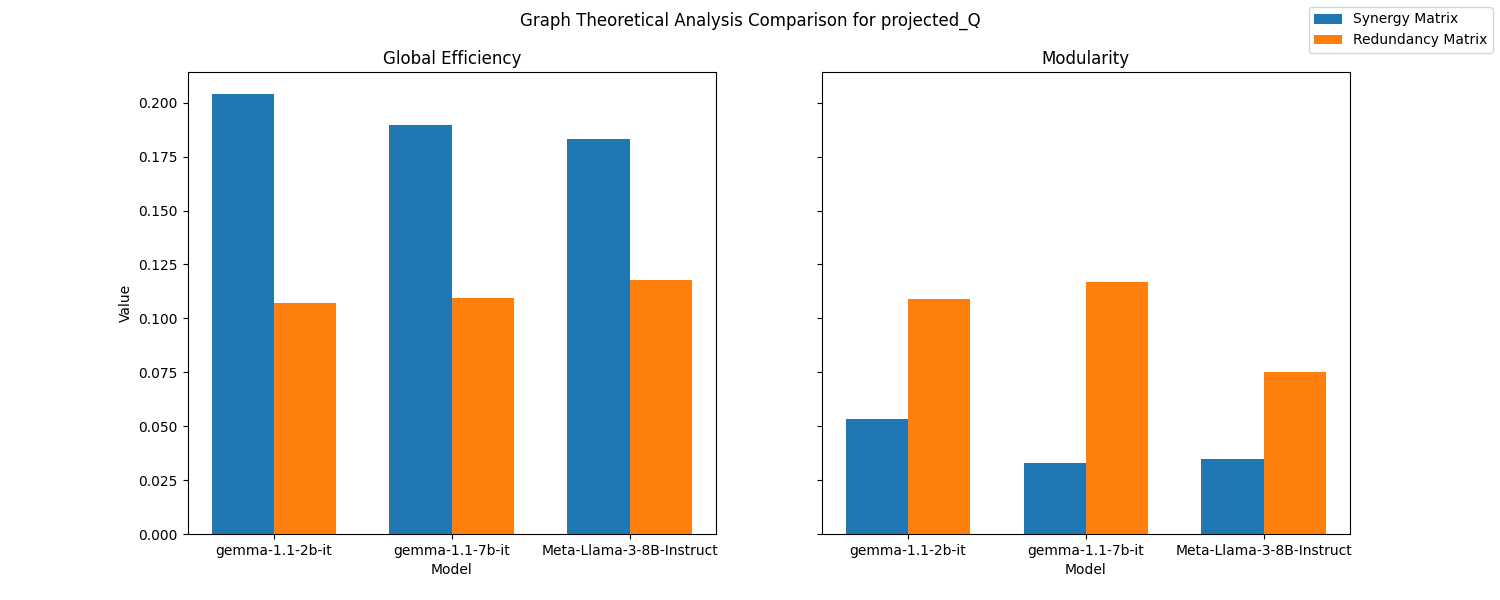 Graph Theoretical Analysis Comparison for projected_Q
Synergy Matrix
Redundancy Matrix
Global Efficiency
Value
0.200
0.175
0.150
0.125
0.100
0.075
0.050
0.025
0.000
gemma-1.1-2b-it
gemma-1.1-7b-it
Meta-Llama-3-8B-Instruct
Model
Modularity
gemma-1.1-2b-it
gemma-1.1-7b-it
Meta-Llama-3-8B-Instruct
Model